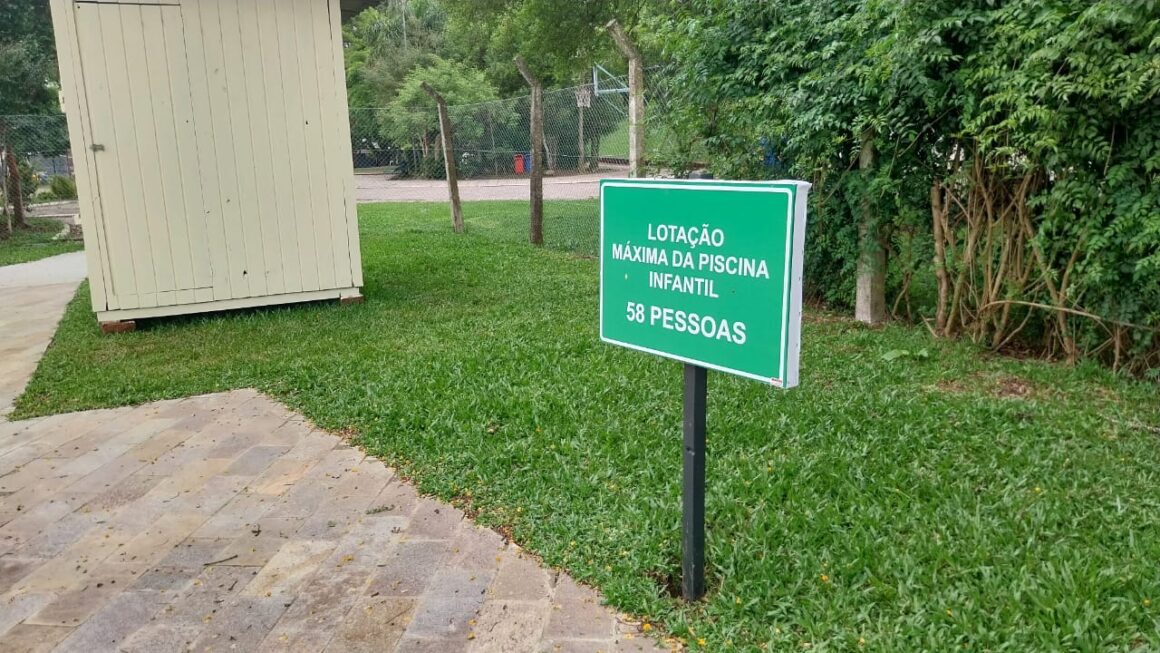 LOTAÇÃO
MÁXIMA DA PISCINA
INFANTIL
58 PESSOAS